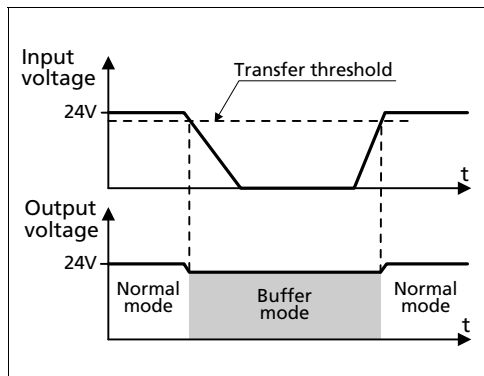 Input
voltage
Transfer threshold
24V
t
Output
voltage
24V
Normal
mode
Buffer
mode
Normal
mode
t